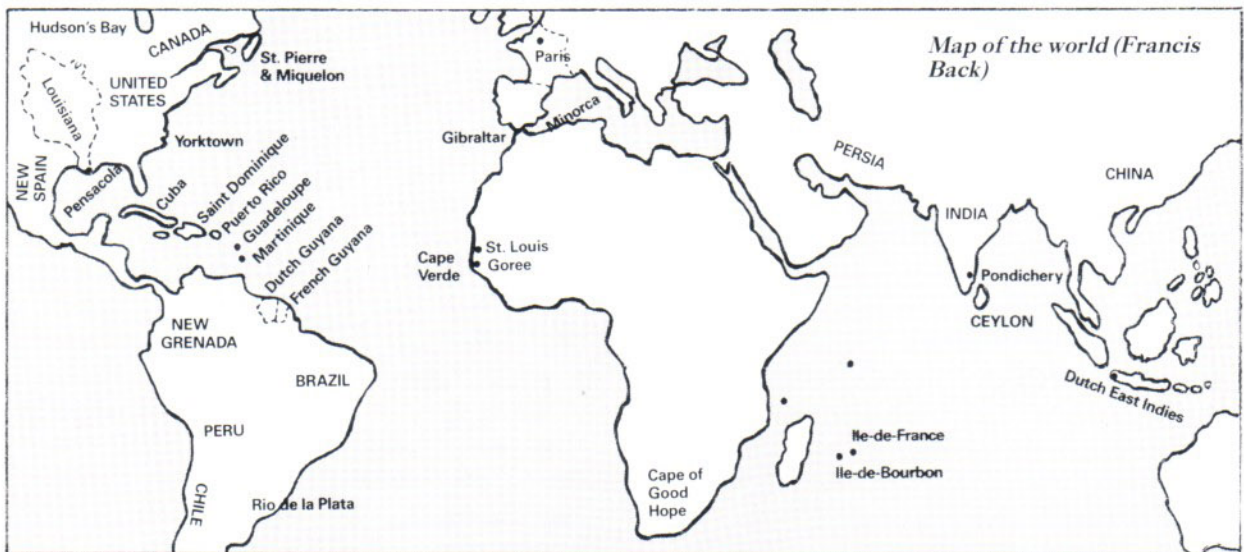 Map of the world (Francis
Back)
Hudson's Bay
CANADA
St. Pierre
& Miquelon
UNITED
STATES
Louisiana
Yorktown
NEW
SPAIN
Pensacola
Cuba
Saint Dominique
Puerto Rico
Guadeloupe
Martinique
Dutch Guyana
French Guyana
NEW
GRENADA
BRAZIL
PERU
CHILE
Rio de la Plata
Paris
Minorca
Gibraltar
St. Louis
Goree
Cape
Verde
Cape of
Good
Hope
PERSIA
INDIA
CHINA
Pondichery
CEYLON
Dutch East Indies
Ile-de-France
Ile-de-Bourbon